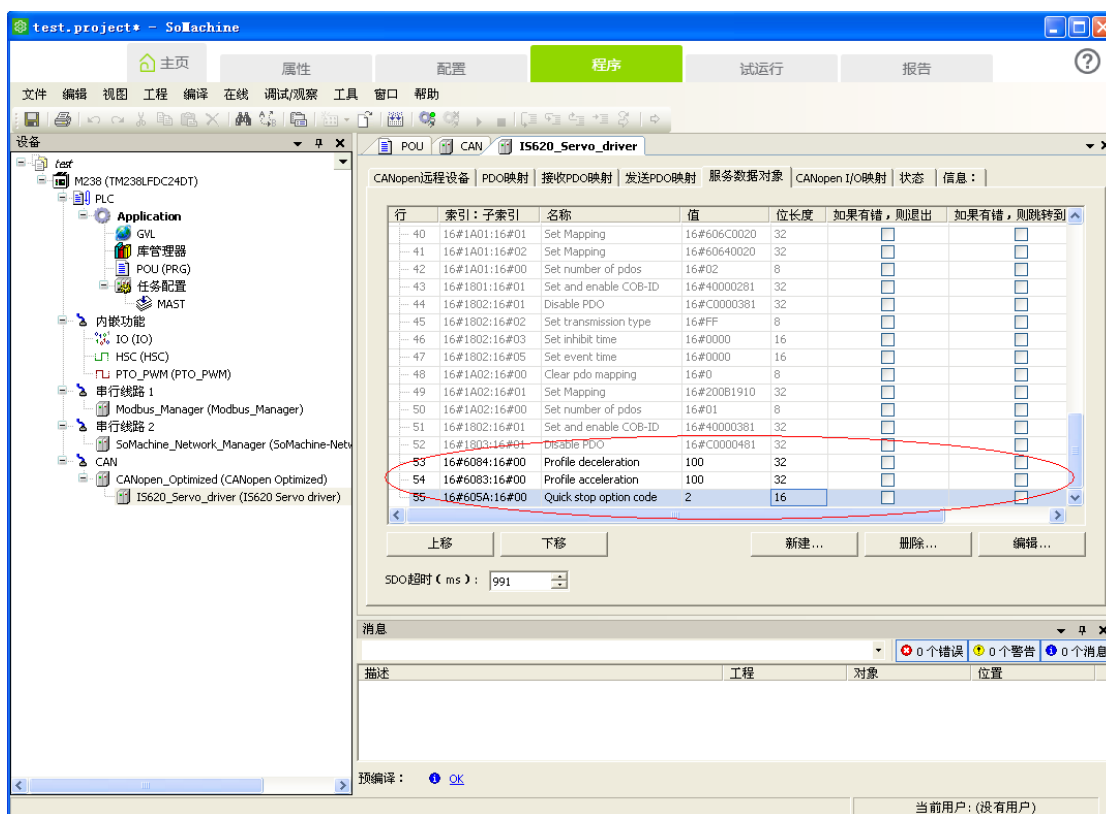 test.project* - SoMachine
主页 属性 配置 程序 试运行 报告
文件 编辑 视图 工程 编译 在线 调试/观察 工具 窗口 帮助
设备
POU CAN IS620_Servo_driver
test
M238 (TM238LFDC24DT)
PLC
Application
GVL
库管理器
POU (PRG)
任务配置
MAST
内嵌功能
IO (IO)
HSC (HSC)
PTO_PWM (PTO_PWM)
串行线路 1
Modbus_Manager (Modbus_Manager)
串行线路 2
SoMachine_Network_Manager (SoMachine-Netw
CAN
CANopen_Optimized (CANopen Optimized)
IS620_Servo_driver (IS620 Servo driver)
CANopen远程设备 PDO映射 接收PDO映射 发送PDO映射 服务数据对象 CANopen I/O映射 状态 信息：
行 索引：子索引 名称 值 位长度 如果有错，则退出 如果有错，则跳转到
40 16#1A01:16#01 Set Mapping 16#606C0020 32
41 16#1A01:16#02 Set Mapping 16#60640020 32
42 16#1A01:16#00 Set number of pdos 16#02 8
43 16#1801:16#01 Set and enable COB-ID 16#40000281 32
44 16#1802:16#01 Disable PDO 16#C0000381 32
45 16#1802:16#02 Set transmission type 16#FF 8
46 16#1802:16#03 Set inhibit time 16#0000 16
47 16#1802:16#05 Set event time 16#0000 16
48 16#1A02:16#00 Clear pdo mapping 16#0 8
49 16#1A02:16#01 Set Mapping 16#200B1910 32
50 16#1A02:16#00 Set number of pdos 16#01 8
51 16#1802:16#01 Set and enable COB-ID 16#40000381 32
52 16#1803:16#01 Disable PDO 16#C0000481 32
53 16#6084:16#00 Profile deceleration 100 32
54 16#6083:16#00 Profile acceleration 100 32
55 16#605A:16#00 Quick stop option code 2 16
上移 下移 新建... 删除... 编辑...
SDO超时(ms)： 991
消息
0个错误 0个警告 0个消息
描述 工程 对象 位置
预编译： OK
当前用户: (没有用户)